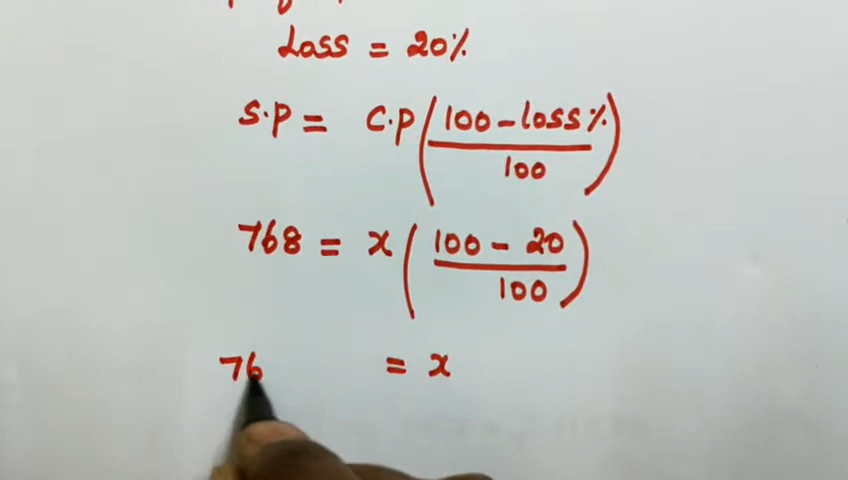 Loss = 20%
S.P = C.P (100 - loss% / 100)
768 = x (100 - 20 / 100)
76 = x